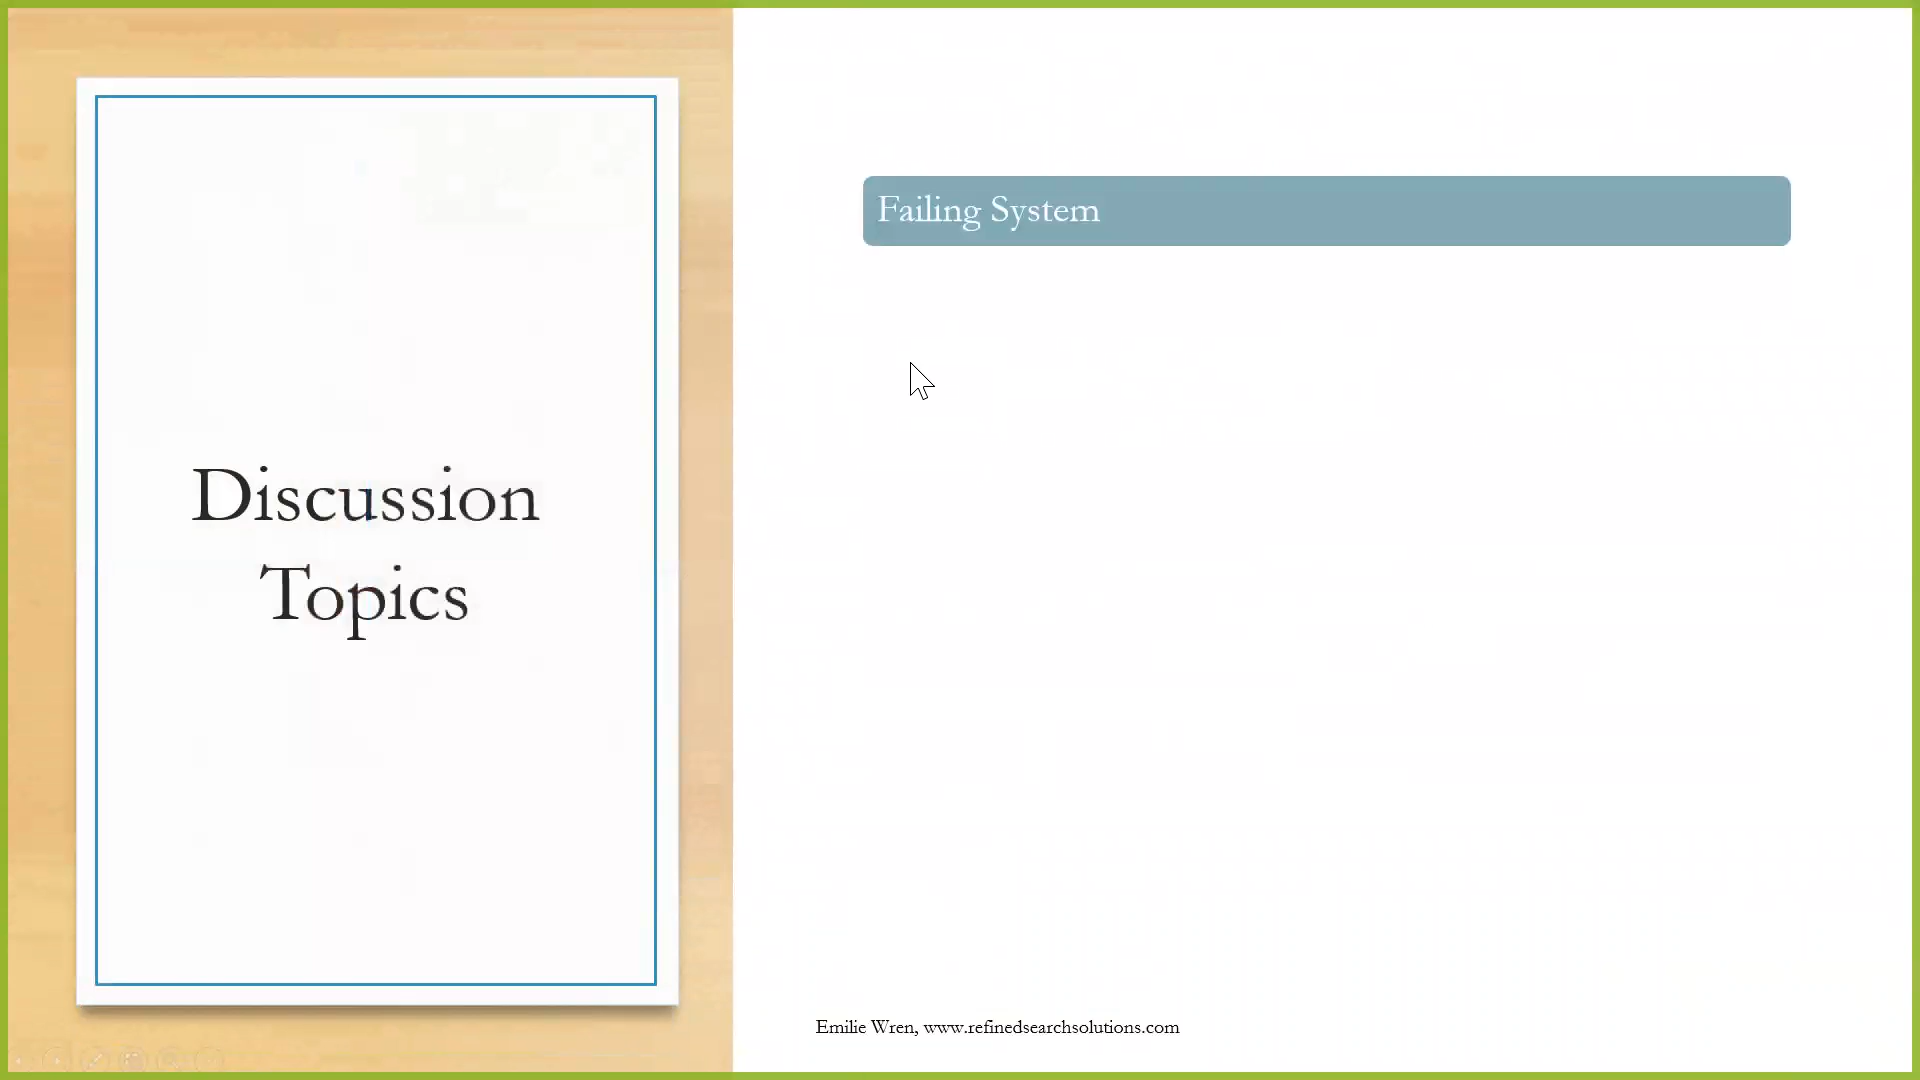 Discussion
Topics
Failing System
Emilie Wren, www.refinedsearchsolutions.com